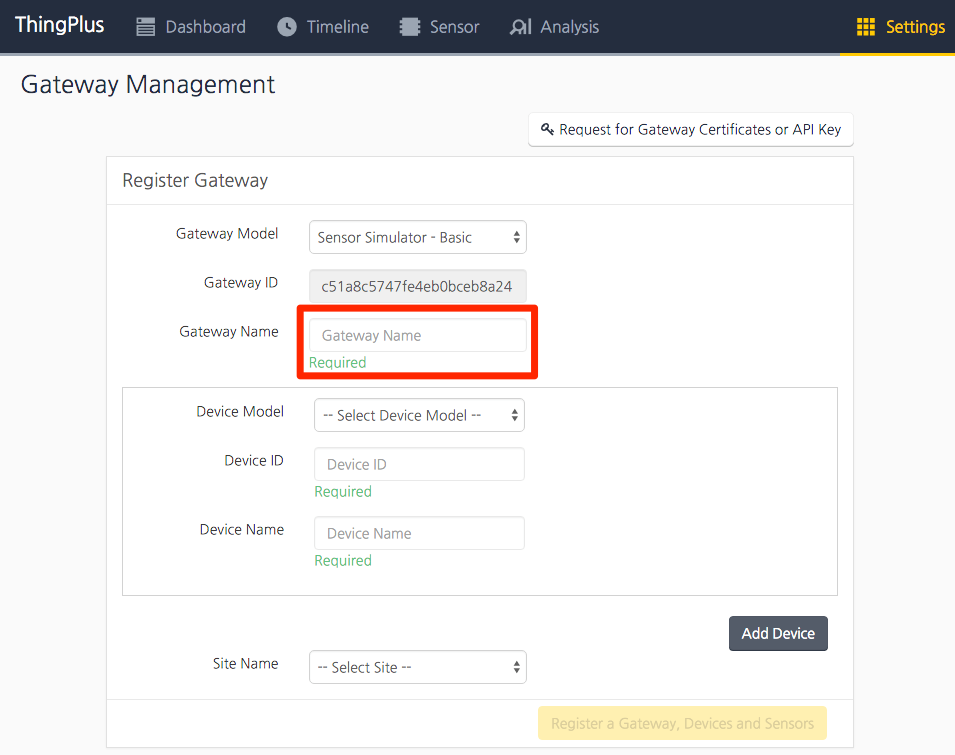 ThingPlus Dashboard Timeline Sensor Analysis Settings
Gateway Management
Request for Gateway Certificates or API Key
Register Gateway
Gateway Model Sensor Simulator - Basic
Gateway ID c51a8c5747fe4eb0bceb8a24
Gateway Name Gateway Name
Required
Device Model -- Select Device Model --
Device ID Device ID
Required
Device Name Device Name
Required
Add Device
Site Name -- Select Site --
Register a Gateway, Devices and Sensors